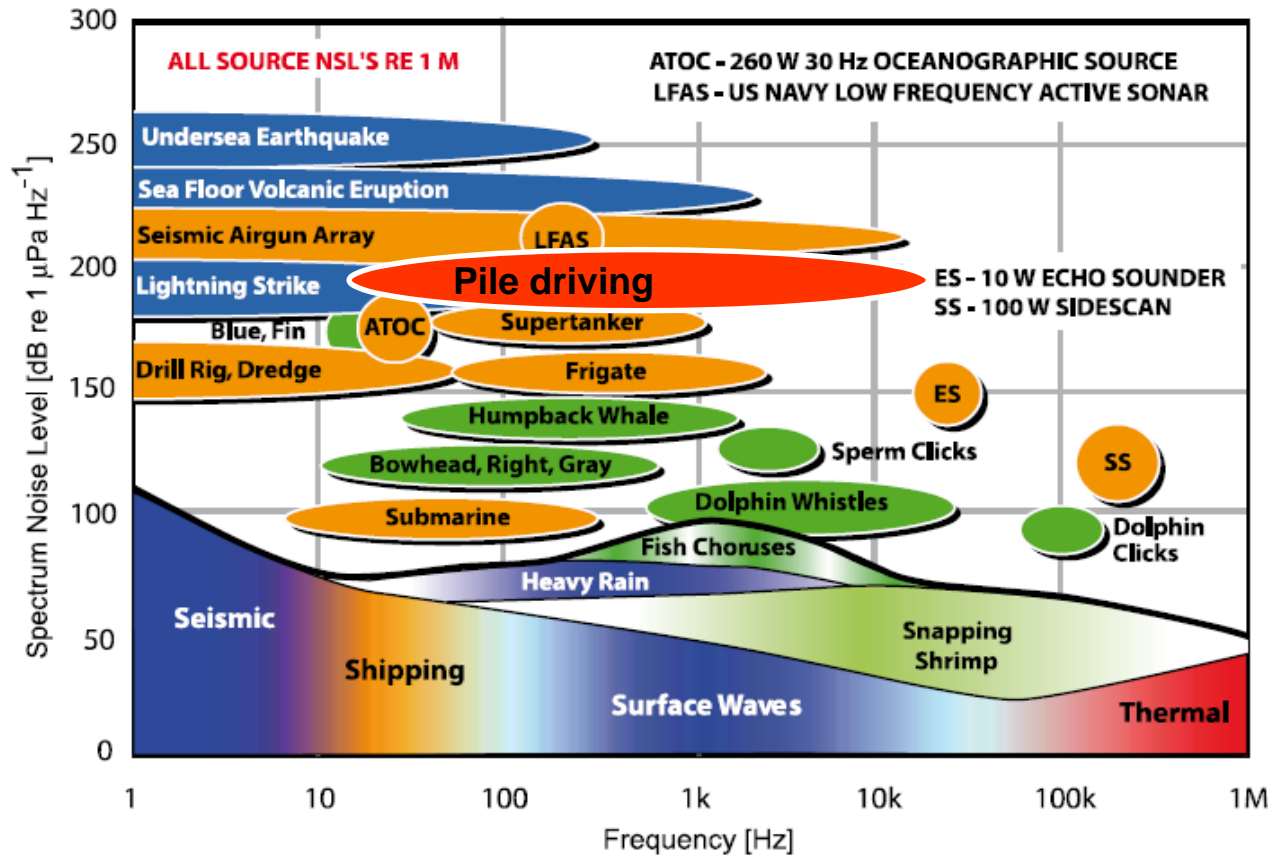 300
ALL SOURCE NSL'S RE 1 M
ATOC - 260 W 30 Hz OCEANOGRAPHIC SOURCE
LFAS - US NAVY LOW FREQUENCY ACTIVE SONAR
250
Undersea Earthquake
Sea Floor Volcanic Eruption
Seismic Airgun Array
LFAS
200
Lightning Strike
Pile driving
ES - 10 W ECHO SOUNDER
SS - 100 W SIDESCAN
Blue, Fin
ATOC
Supertanker
Drill Rig, Dredge
Frigate
150
ES
Humpback Whale
Sperm Clicks
Bowhead, Right, Gray
SS
Dolphin Whistles
100
Submarine
Dolphin
Clicks
Fish Choruses
Heavy Rain
50
Seismic
Snapping
Shrimp
Shipping
Surface Waves
Thermal
0
1
10
100
1k
10k
100k
1M
Frequency [Hz]
Spectrum Noise Level [dB re 1 µPa Hz⁻¹]